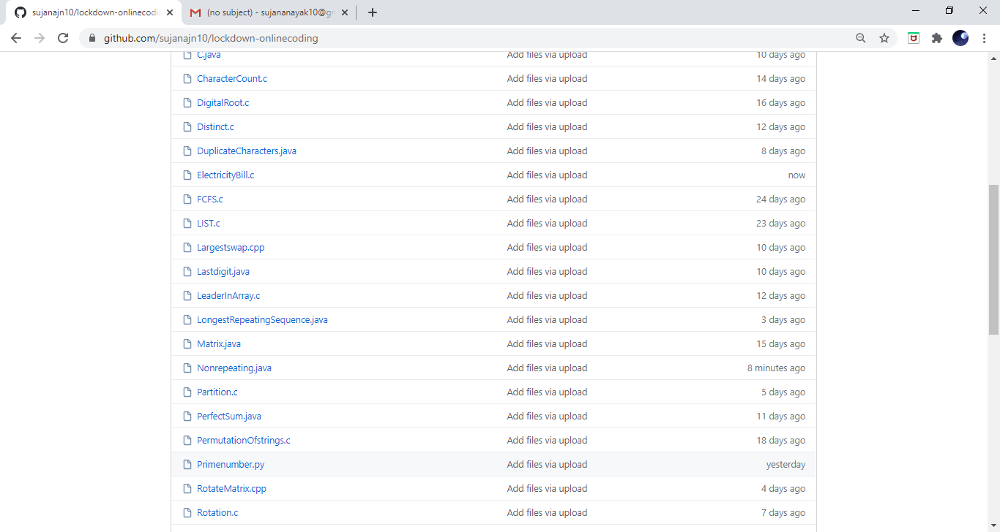 sujanajn10/lockdown-onlinecodi
(no subject) - sujananayak10@gm
github.com/sujanajn10/lockdown-onlinecoding
C.java Add files via upload 10 days ago
CharacterCount.c Add files via upload 14 days ago
DigitalRoot.c Add files via upload 16 days ago
Distinct.c Add files via upload 12 days ago
DuplicateCharacters.java Add files via upload 8 days ago
ElectricityBill.c Add files via upload now
FCFS.c Add files via upload 24 days ago
LIST.c Add files via upload 23 days ago
Largestswap.cpp Add files via upload 10 days ago
Lastdigit.java Add files via upload 10 days ago
LeaderInArray.c Add files via upload 12 days ago
LongestRepeatingSequence.java Add files via upload 3 days ago
Matrix.java Add files via upload 15 days ago
Nonrepeating.java Add files via upload 8 minutes ago
Partition.c Add files via upload 5 days ago
PerfectSum.java Add files via upload 11 days ago
PermutationOfstrings.c Add files via upload 18 days ago
Primenumber.py Add files via upload yesterday
RotateMatrix.cpp Add files via upload 4 days ago
Rotation.c Add files via upload 7 days ago